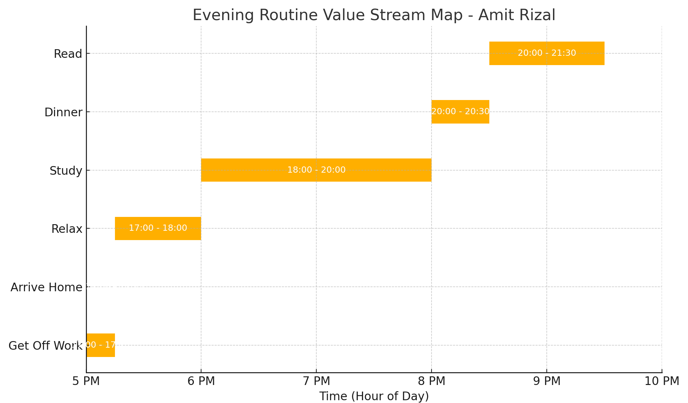 Evening Routine Value Stream Map - Amit Rizal
Read
20:00 - 21:30
Dinner
20:00 - 20:30
Study
18:00 - 20:00
Relax
17:00 - 18:00
Arrive Home
Get Off Work
5 PM
6 PM
7 PM
8 PM
9 PM
10 PM
Time (Hour of Day)